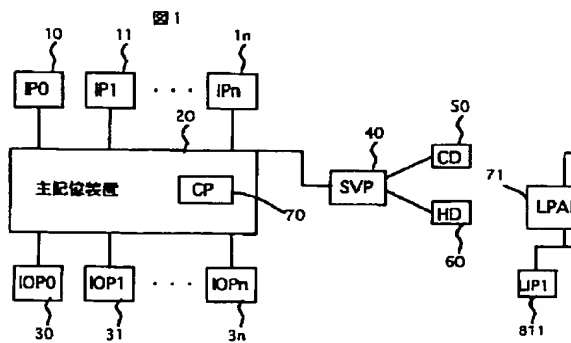 図1
10
11
1n
IP0
IP1
· · ·
IPn
20
主記憶装置
CP
70
40
SVP
50
CD
HD
60
IOP0
IOP1
· · ·
IOPn
30
31
3n
71
LPA
LIP1
811